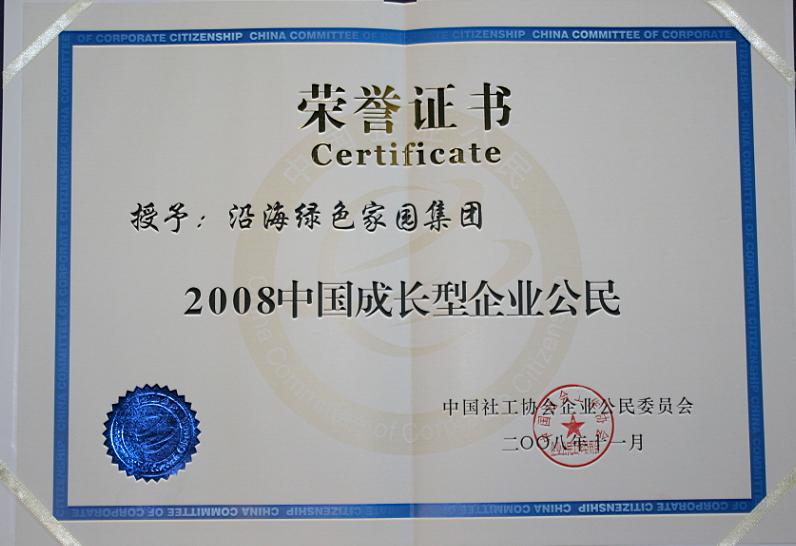 OF CORPORATE CITIZENSHIP CHINA COMMITTEE OF CORPORATE CITIZENSHIP CHINA COMMITTEE OF CORPORATE
荣誉证书
Certificate
授予：沿海绿色家园集团
2008中国成长型企业公民
中国社工协会企业公民委员会
二〇〇八年十一月